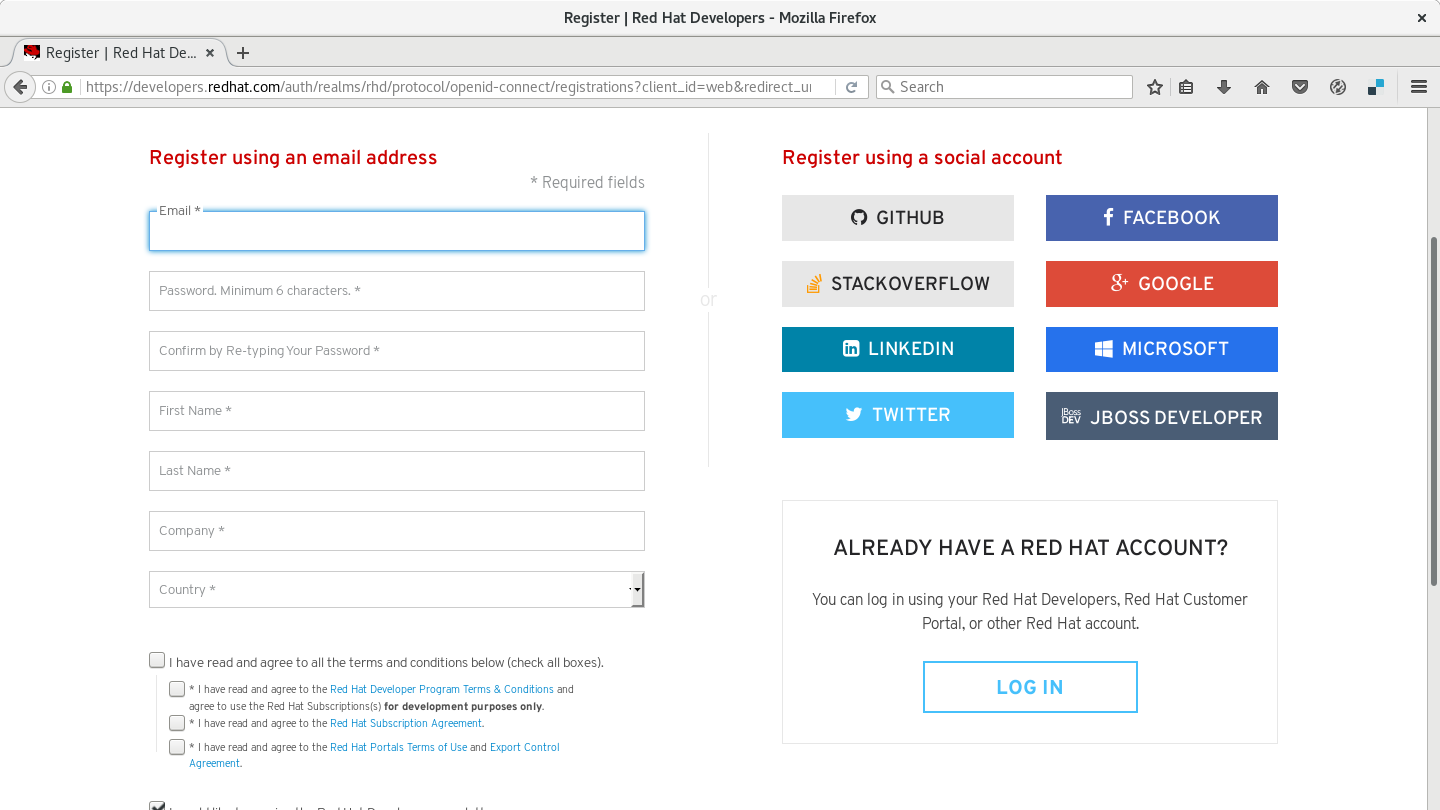 Register | Red Hat Developers - Mozilla Firefox
Register | Red Hat De...
https://developers.redhat.com/auth/realms/rhd/protocol/openid-connect/registrations?client_id=web&redirect_ur
Search
Register using an email address
* Required fields
Email *
Password. Minimum 6 characters. *
Confirm by Re-typing Your Password *
First Name *
Last Name *
Company *
Country *
I have read and agree to all the terms and conditions below (check all boxes).
* I have read and agree to the Red Hat Developer Program Terms & Conditions and
agree to use the Red Hat Subscriptions(s) for development purposes only.
* I have read and agree to the Red Hat Subscription Agreement.
* I have read and agree to the Red Hat Portals Terms of Use and Export Control
Agreement.
or
Register using a social account
GITHUB
FACEBOOK
STACKOVERFLOW
GOOGLE
LINKEDIN
MICROSOFT
TWITTER
JBoss DEV JBOSS DEVELOPER
ALREADY HAVE A RED HAT ACCOUNT?
You can log in using your Red Hat Developers, Red Hat Customer
Portal, or other Red Hat account.
LOG IN